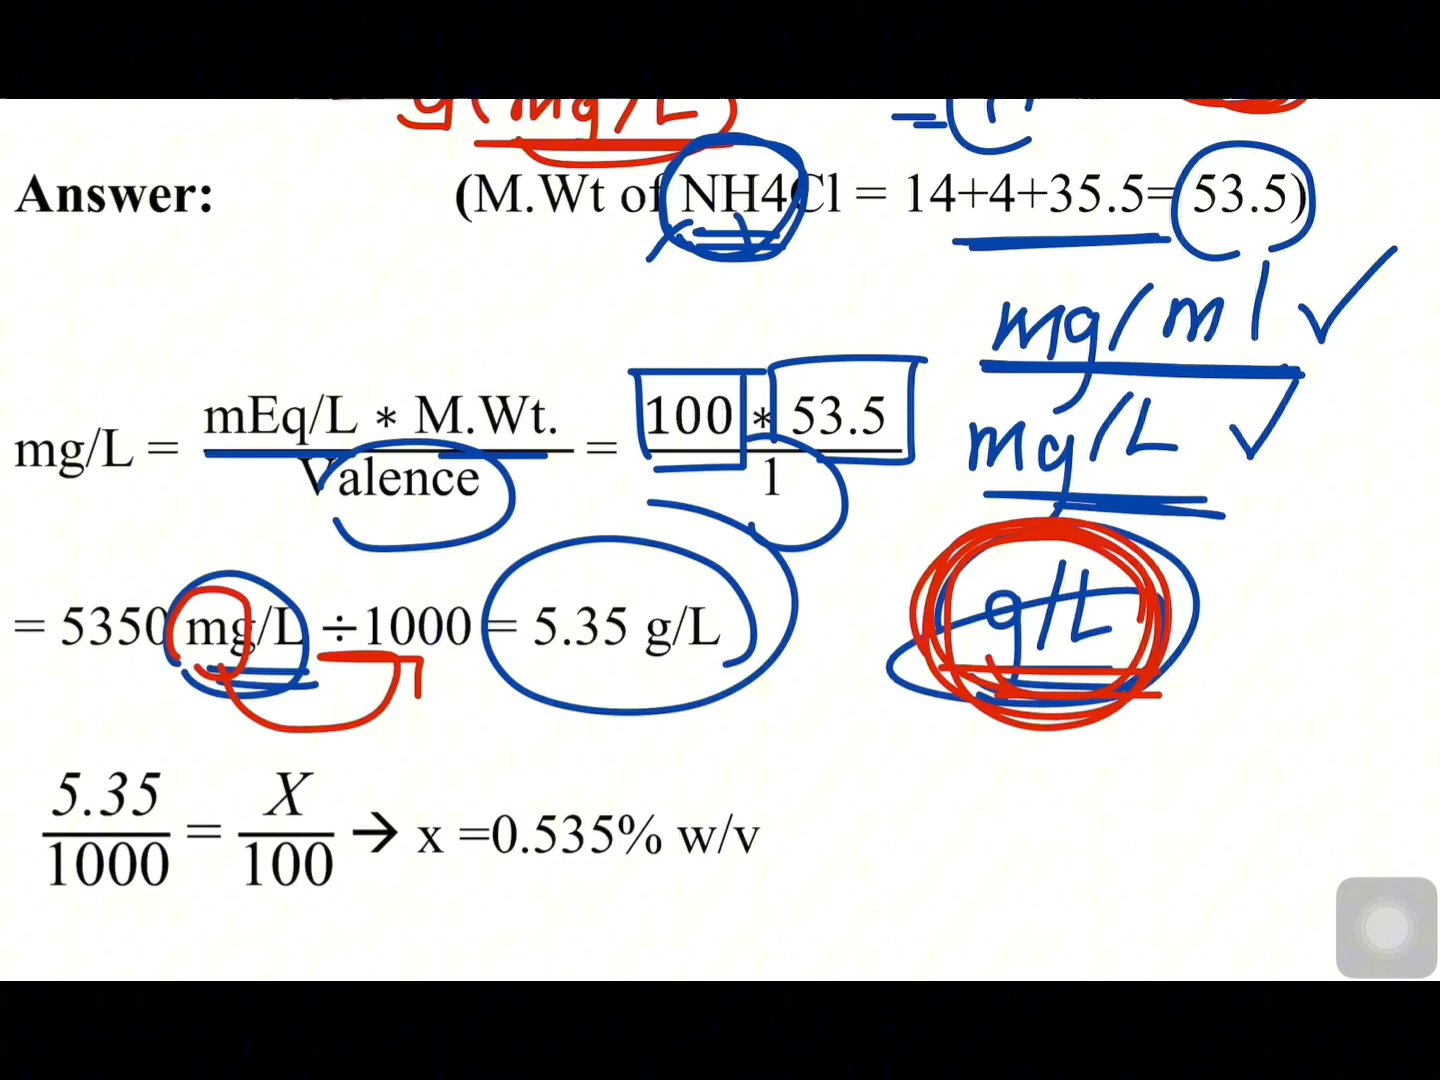 g(mg/L)
Answer: (M.Wt of NH4Cl = 14+4+35.5= 53.5)
mg/ml ✓
mg/L = mEq/L * M.Wt. / Valence = 100 * 53.5 / 1
mg/L ✓
= 5350 mg/L ÷1000 = 5.35 g/L
g/L
5.35 / 1000 = X / 100 → x =0.535% w/v